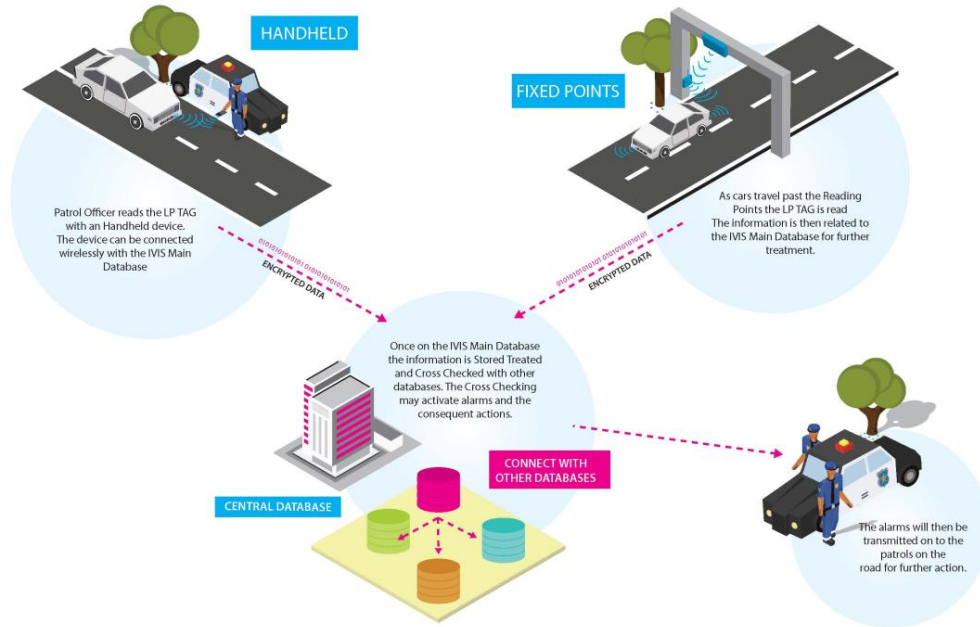 HANDHELD
Patrol Officer reads the LP TAG
with an Handheld device.
The device can be connected
wirelessly with the IVIS Main
Database
FIXED POINTS
As cars travel past the Reading
Points the LP TAG is read
The information is then related to
the IVIS Main Database for further
treatment.
ENCRYPTED DATA
ENCRYPTED DATA
Once on the IVIS Main Database
the information is Stored Treated
and Cross Checked with other
databases. The Cross Checking
may activate alarms and the
consequent actions.
CONNECT WITH
OTHER DATABASES
CENTRAL DATABASE
The alarms will then be
transmitted on to the
patrols on the
road for further action.